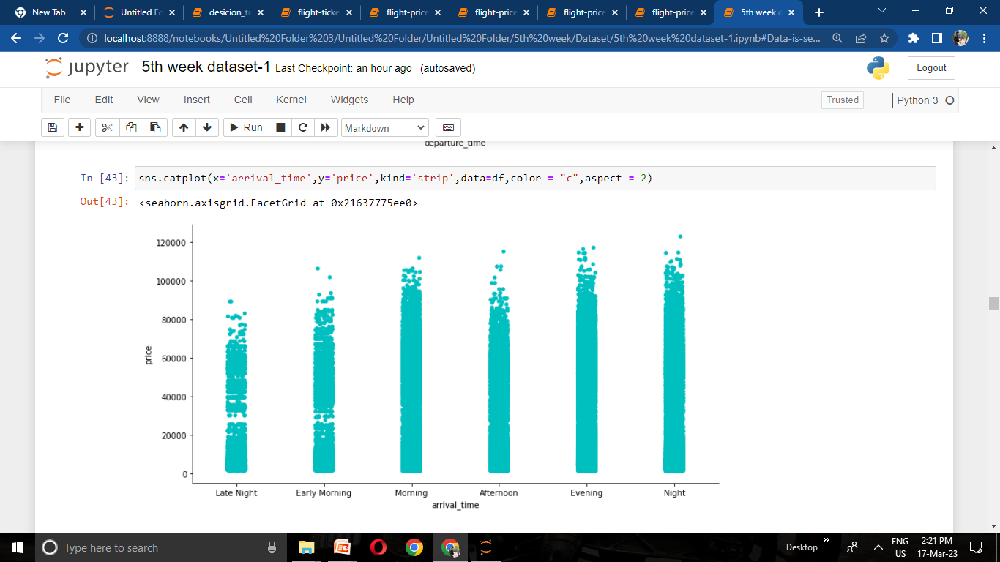 New Tab
Untitled Fo
desicion_tr
flight-ticke
flight-price
flight-price
flight-price
flight-price
5th week d
localhost:8888/notebooks/Untitled%20Folder%203/Untitled%20Folder/Untitled%20Folder/5th%20week/Dataset/5th%20week%20dataset-1.ipynb#Data-is-se...
jupyter 5th week dataset-1 Last Checkpoint: an hour ago (autosaved)
Logout
File Edit View Insert Cell Kernel Widgets Help
Trusted
Python 3
Run
Markdown
departure_time
In [43]: sns.catplot(x='arrival_time',y='price',kind='strip',data=df,color = "c",aspect = 2)
Out[43]: <seaborn.axisgrid.FacetGrid at 0x21637775ee0>
120000
100000
80000
60000
40000
20000
0
price
Late Night Early Morning Morning Afternoon Evening Night
arrival_time
Type here to search
Desktop
ENG
US
2:21 PM
17-Mar-23